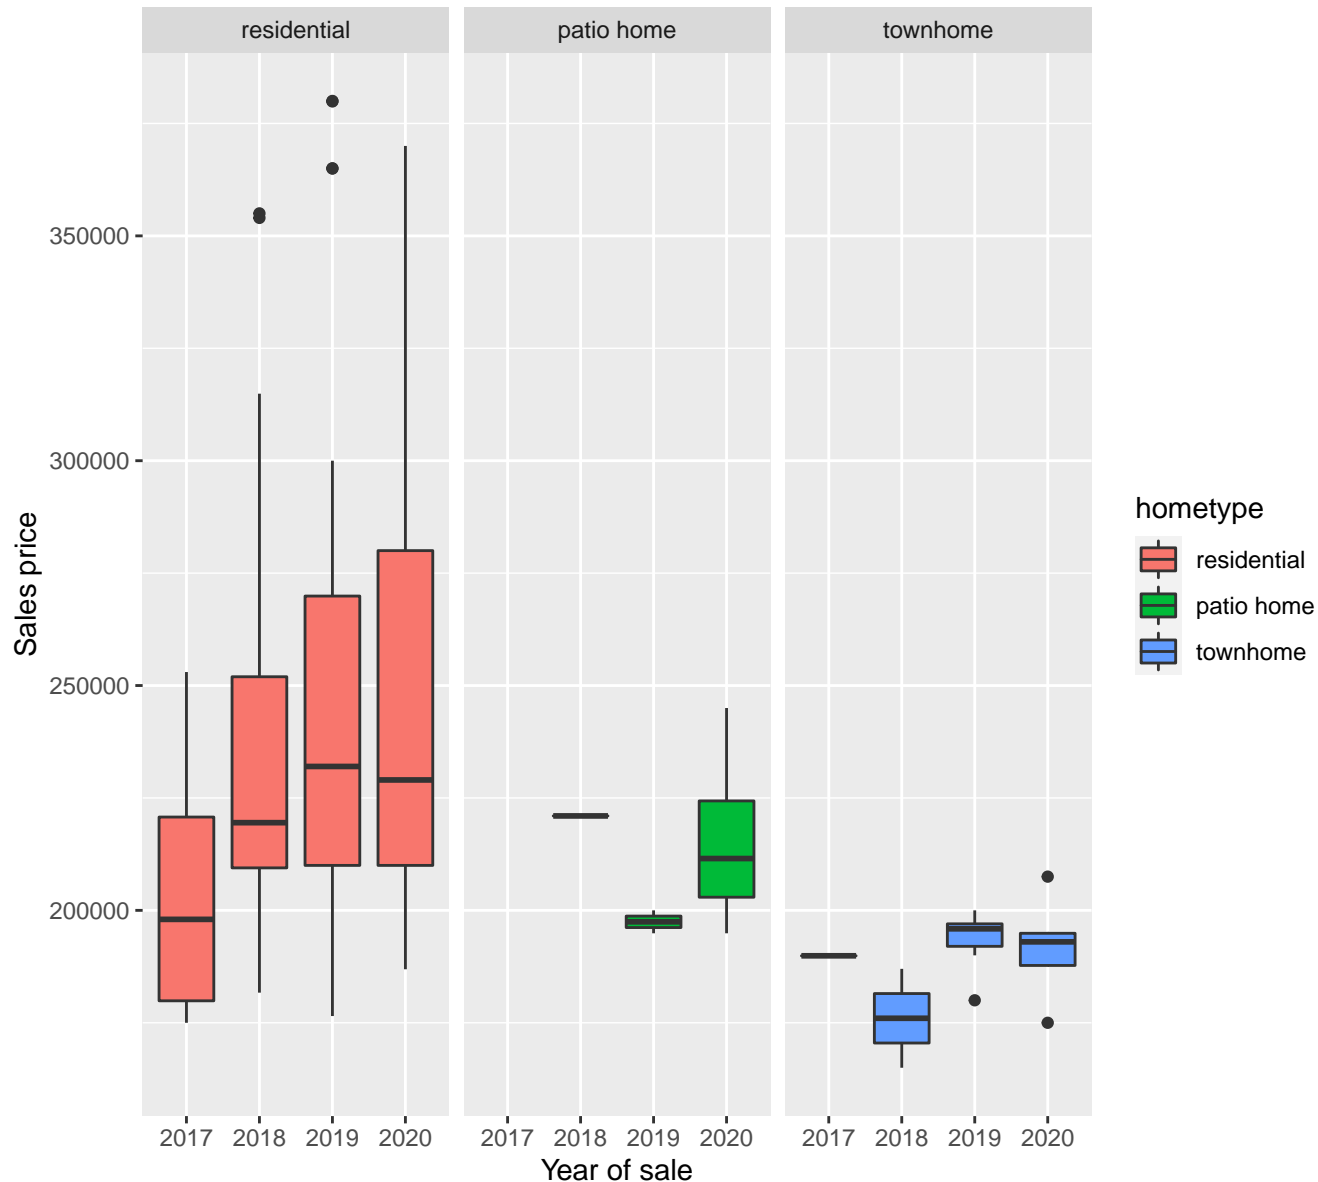 residential patio home townhome
350000
300000
250000
200000
Sales price
2017 2018 2019 2020 2017 2018 2019 2020 2017 2018 2019 2020
Year of sale
hometype
residential
patio home
townhome